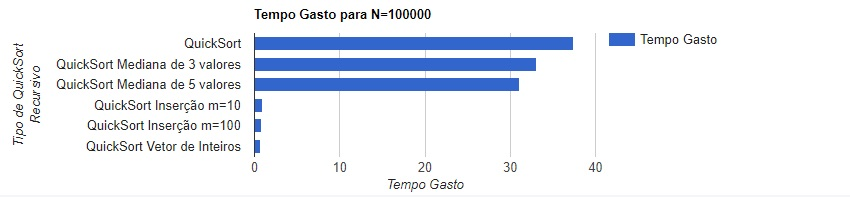 Tempo Gasto para N=100000
Tipo de QuickSort
Recursivo
QuickSort
QuickSort Mediana de 3 valores
QuickSort Mediana de 5 valores
QuickSort Inserção m=10
QuickSort Inserção m=100
QuickSort Vetor de Inteiros
0 10 20 30 40
Tempo Gasto
Tempo Gasto